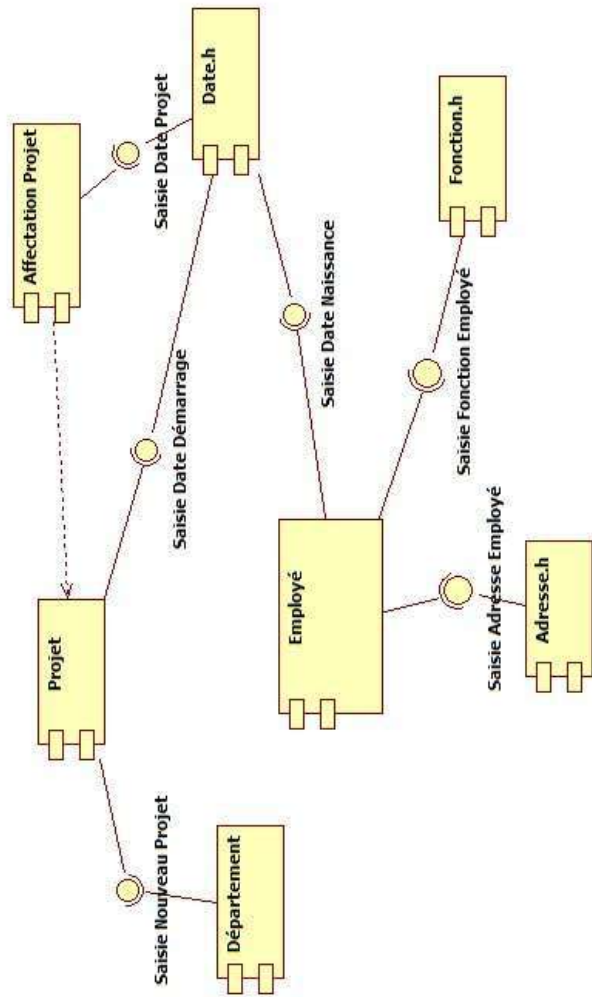 Affectation Projet
Projet
Saisie Nouveau Projet
Saisie Date Projet
Saisie Date Démarrage
Date.h
Département
Employé
Saisie Date Naissance
Fonction.h
Saisie Fonction Employé
Saisie Adresse Employé
Adresse.h